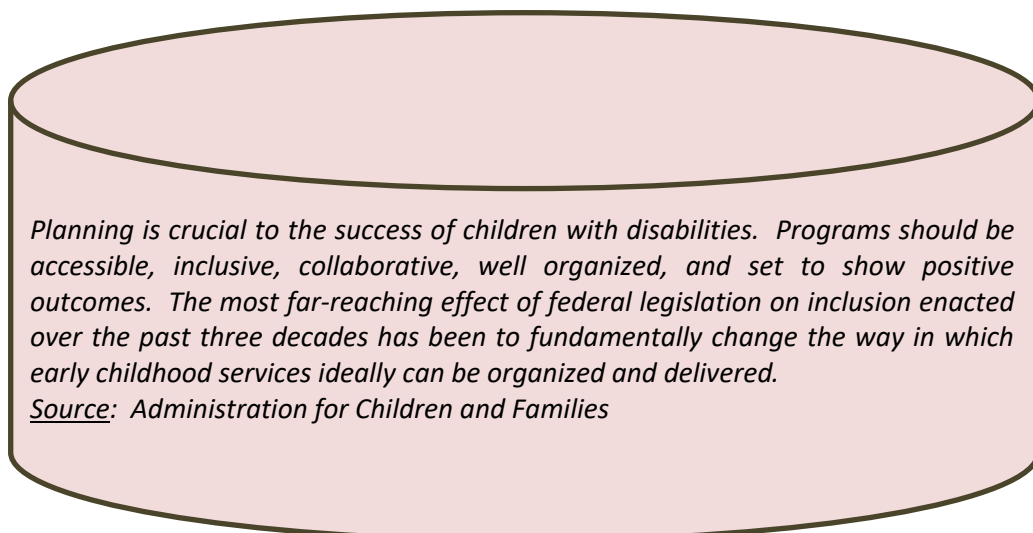 Planning is crucial to the success of children with disabilities.  Programs should be
accessible, inclusive, collaborative, well organized, and set to show positive
outcomes.  The most far-reaching effect of federal legislation on inclusion enacted
over the past three decades has been to fundamentally change the way in which
early childhood services ideally can be organized and delivered.
Source:  Administration for Children and Families